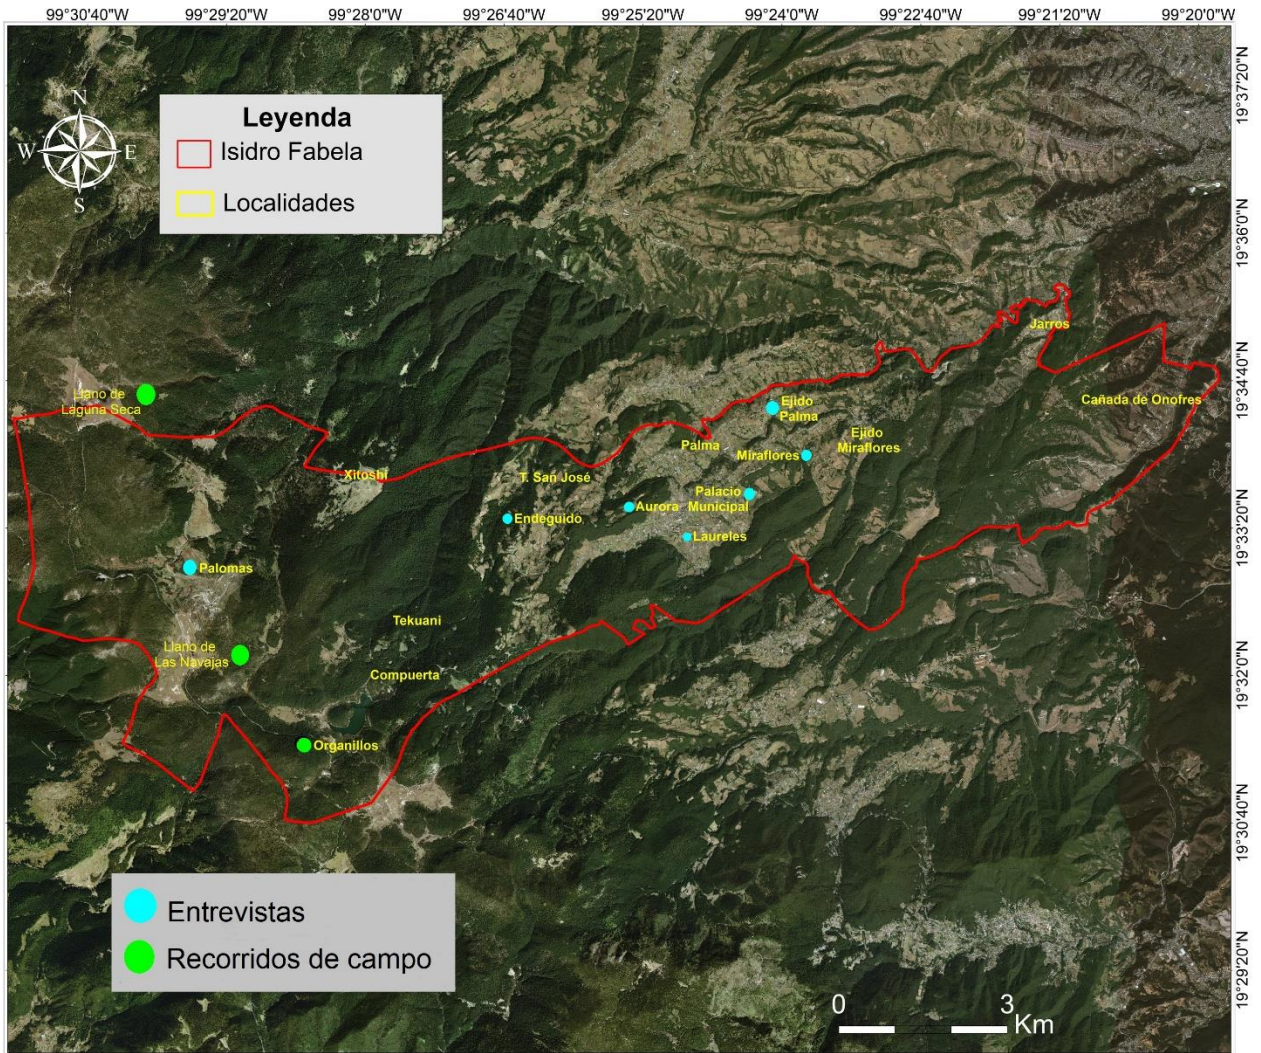 99°30'40"W 99°29'20"W 99°28'0"W 99°26'40"W 99°25'20"W 99°24'0"W 99°22'40"W 99°21'20"W 99°20'0"W
N
W E
S
Leyenda
Isidro Fabela
Localidades
19°37'20"N
19°36'0"N
19°34'40"N
19°33'20"N
19°32'0"N
19°30'40"N
19°29'20"N
Jarros
Llano de
Laguna Seca
Cañada de Onofres
Ejido
Palma
Ejido
Miraflores
Palma
Miraflores
Xitoshi
T. San José
Palacio
Municipal
Endeguido
Aurora
Laureles
Palomas
Tekuani
Llano de
Las Navajas
Compuerta
Organillos
Entrevistas
Recorridos de campo
0 3
Km